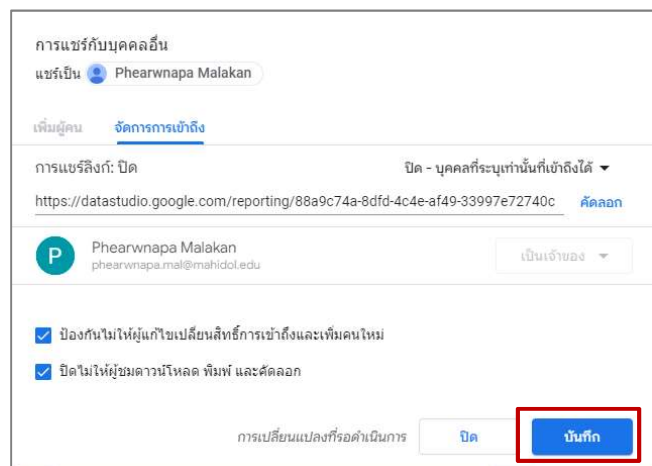 การแชร์กับบุคคลอื่น
แชร์เป็น Phearwnapa Malakan
เพิ่มผู้คน จัดการการเข้าถึง
การแชร์ลิงก์: ปิด ปิด - บุคคลที่ระบุเท่านั้นที่เข้าถึงได้
https://datastudio.google.com/reporting/88a9c74a-8dfd-4c4e-af49-33997e72740c คัดลอก
P Phearwnapa Malakan เป็นเจ้าของ
phearwnapa.mal@mahidol.edu
ป้องกันไม่ให้ผู้แก้ไขเปลี่ยนสิทธิ์การเข้าถึงและเพิ่มคนใหม่
ปิดไม่ให้ผู้ชมดาวน์โหลด พิมพ์ และคัดลอก
การเปลี่ยนแปลงที่รอดำเนินการ ปิด บันทึก